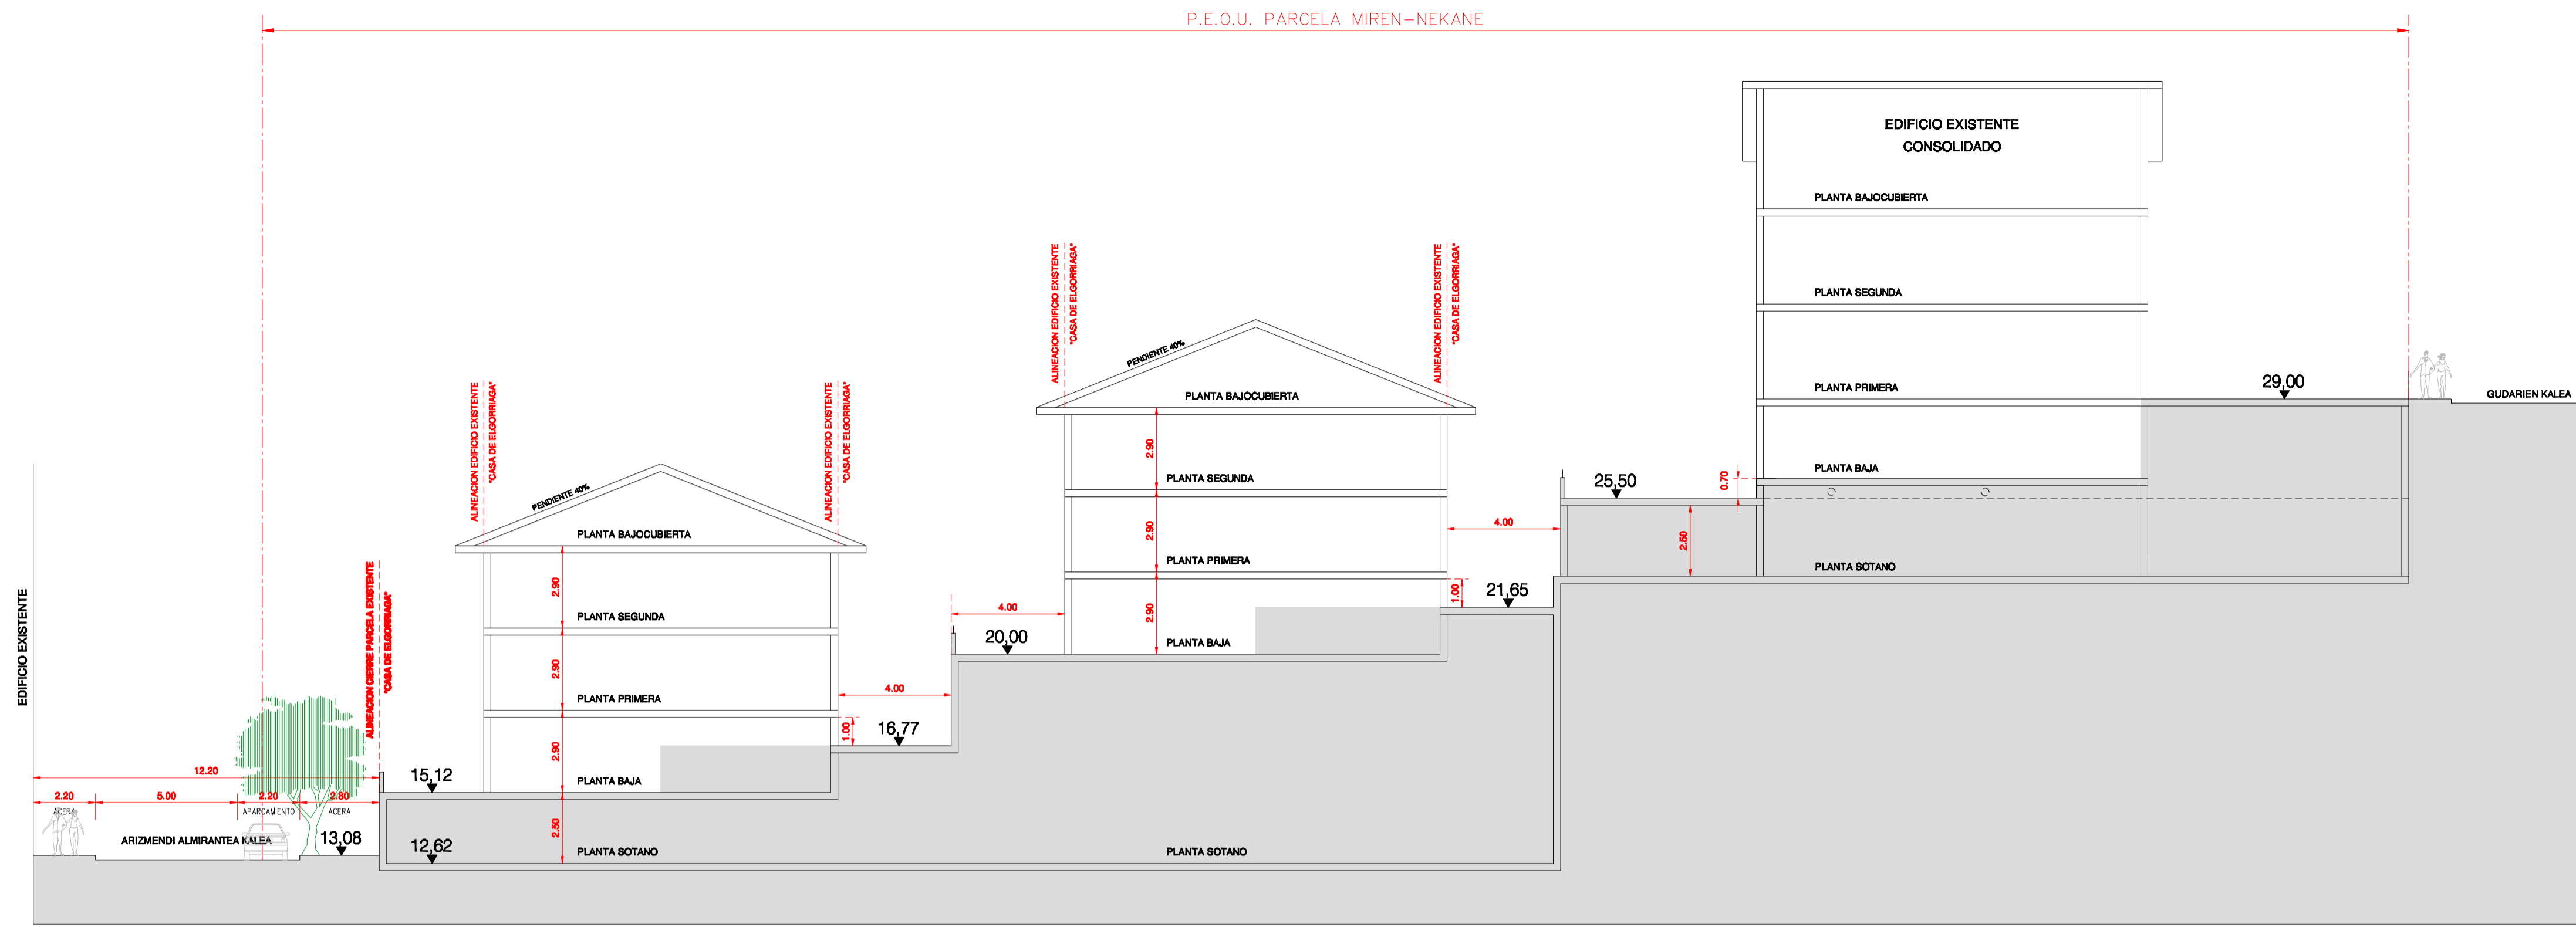 P.E.O.U. PARCELA MIREN-NEKANE
EDIFICIO EXISTENTE
CONSOLIDADO
PLANTA BAJOCUBIERTA
PLANTA SEGUNDA
PLANTA PRIMERA
PLANTA BAJA
PLANTA SOTANO
0.70
2.50
25,50
29,00
GUDARIEN KALEA
ALINEACION EDIFICIO EXISTENTE
"CASA DE ELGORRIAGA"
ALINEACION EDIFICIO EXISTENTE
"CASA DE ELGORRIAGA"
PENDIENTE 40%
PLANTA BAJOCUBIERTA
2.90
PLANTA SEGUNDA
2.90
PLANTA PRIMERA
2.90
PLANTA BAJA
4.00
1.00
21,65
4.00
20,00
PLANTA SOTANO
ALINEACION EDIFICIO EXISTENTE
"CASA DE ELGORRIAGA"
ALINEACION EDIFICIO EXISTENTE
"CASA DE ELGORRIAGA"
PENDIENTE 40%
PLANTA BAJOCUBIERTA
2.90
PLANTA SEGUNDA
2.90
PLANTA PRIMERA
2.90
PLANTA BAJA
4.00
1.00
16,77
2.50
PLANTA SOTANO
ALINEACION CIERRE PARCELA EXISTENTE
"CASA DE ELGORRIAGA"
15,12
12,62
EDIFICIO EXISTENTE
12.20
2.20
5.00
2.20
2.80
ACERA
APARCAMIENTO
ACERA
ARIZMENDI ALMIRANTEA KALEA
13,08